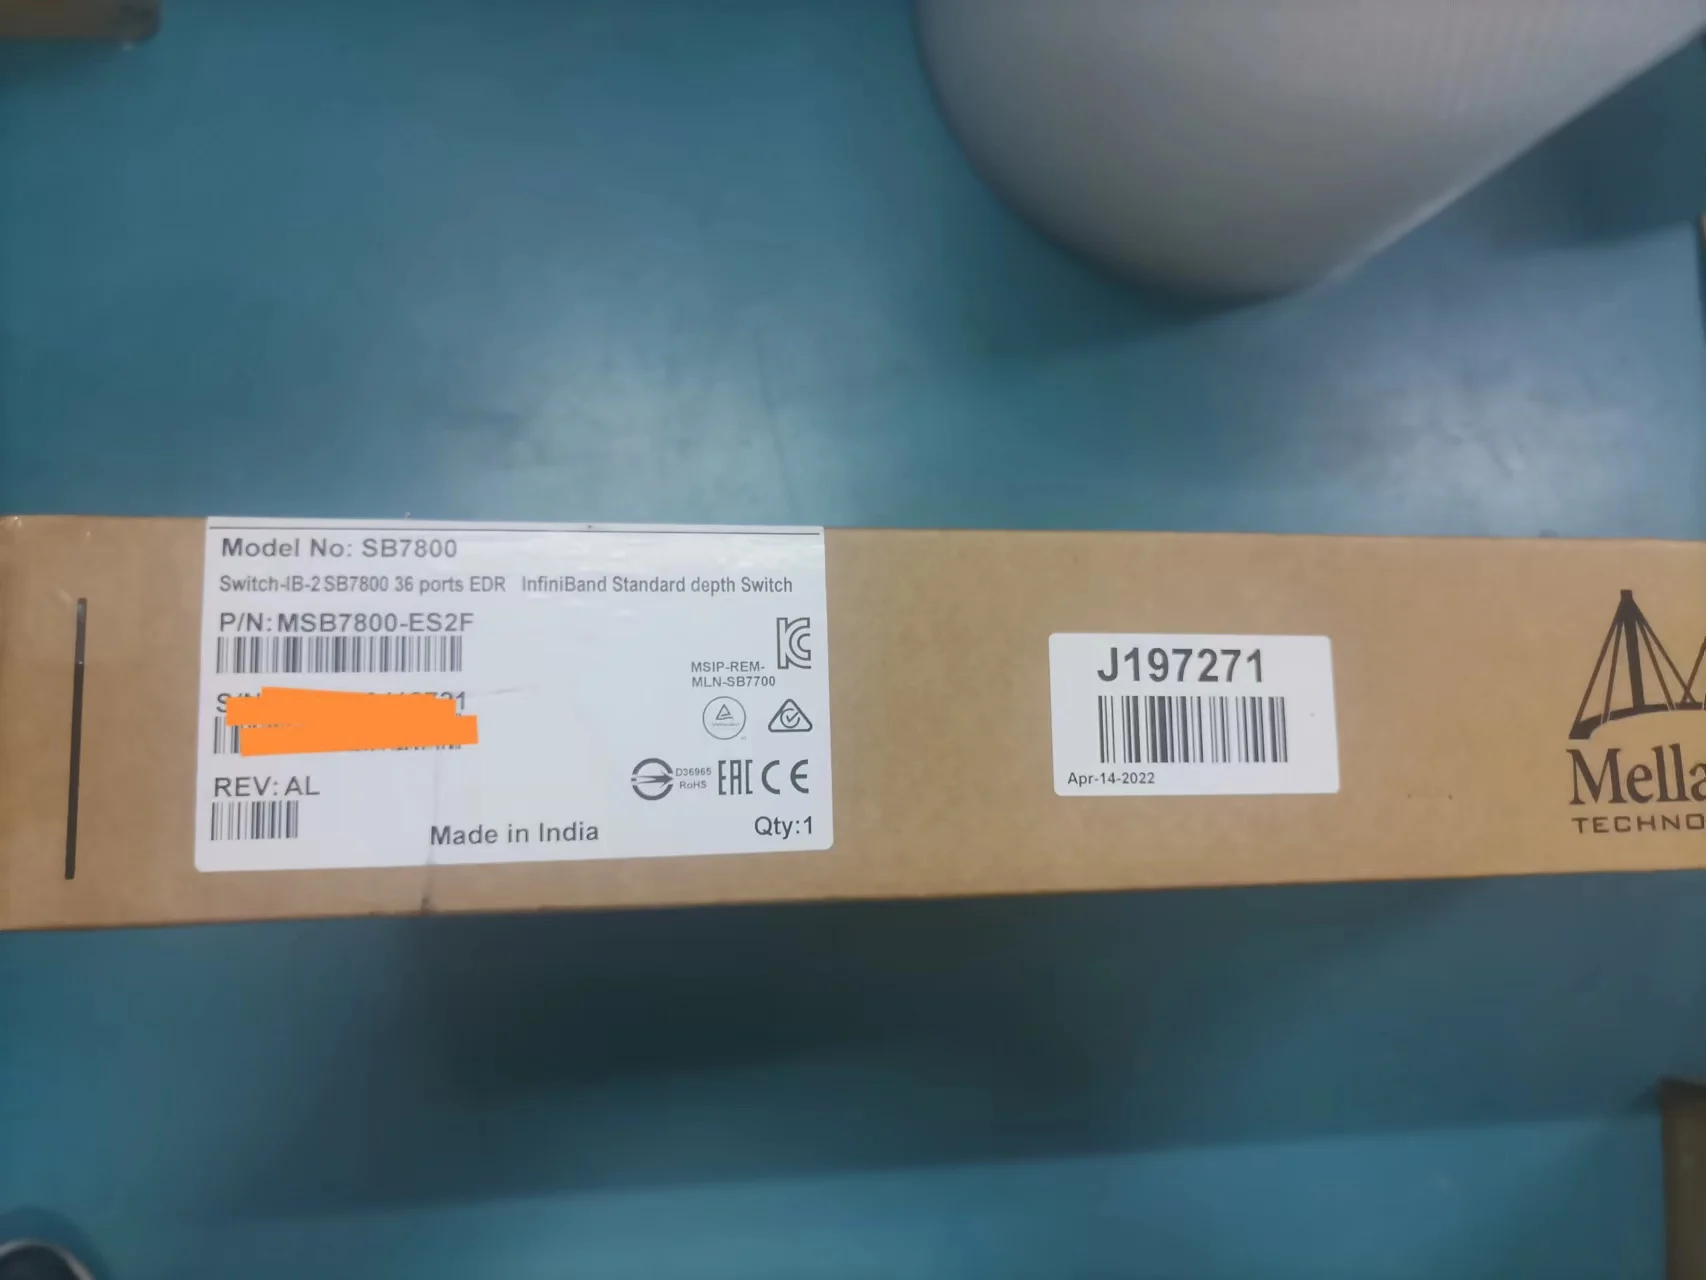 Model No: SB7800
Switch-IB-2 SB7800 36 ports EDR InfiniBand Standard depth Switch
P/N: MSB7800-ES2F
MSIP-REM-
MLN-SB7700
REV: AL
D36965
RoHS
EAC CE
Made in India
Qty:1
J197271
Apr-14-2022
Mella
TECHNO